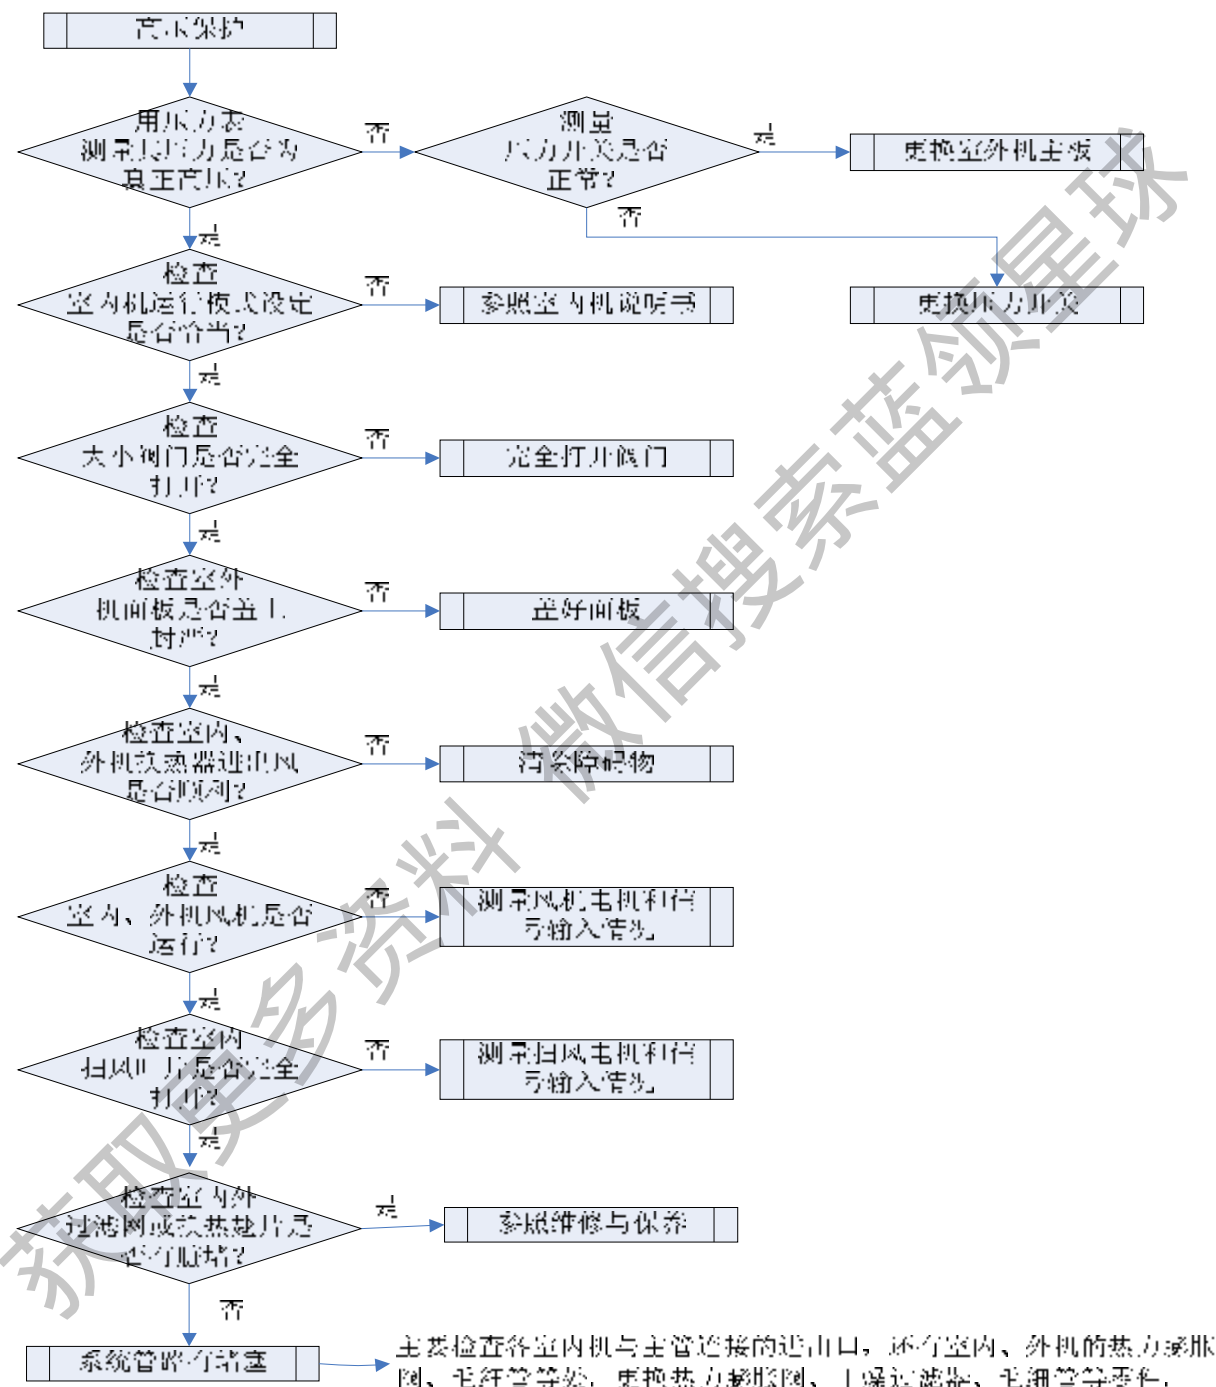 高压保护
用压力表
测量其压力是否为
真正高压?
否
测量
压力开关是否
正常?
是
更换室外机主板
否
更换压力开关
是
检查
室内机运行模式设定
是否恰当?
否
参照室内机说明书
是
检查
大小阀门是否完全
打开?
否
完全打开阀门
是
检查室外
机面板是否盖上
封严?
否
盖好面板
是
检查室内、
外机换热器进出风
是否顺利?
否
清除障碍物
是
检查
室内、外机风机是否
运行?
否
测量风机电机和信
号输入情况
是
检查室内
扫风叶片是否完全
打开?
否
测量扫风电机和信
号输入情况
是
检查室内外
过滤网或换热翅片是
否有脏堵?
是
参照维修与保养
否
系统管路有堵塞
主要检查各室内机与主管连接的进出口，还有室内、外机的热力膨胀
阀、毛细管等处，更换热力膨胀阀、干燥过滤器、毛细管等零件。
获取更多资料 微信搜索蓝领星球